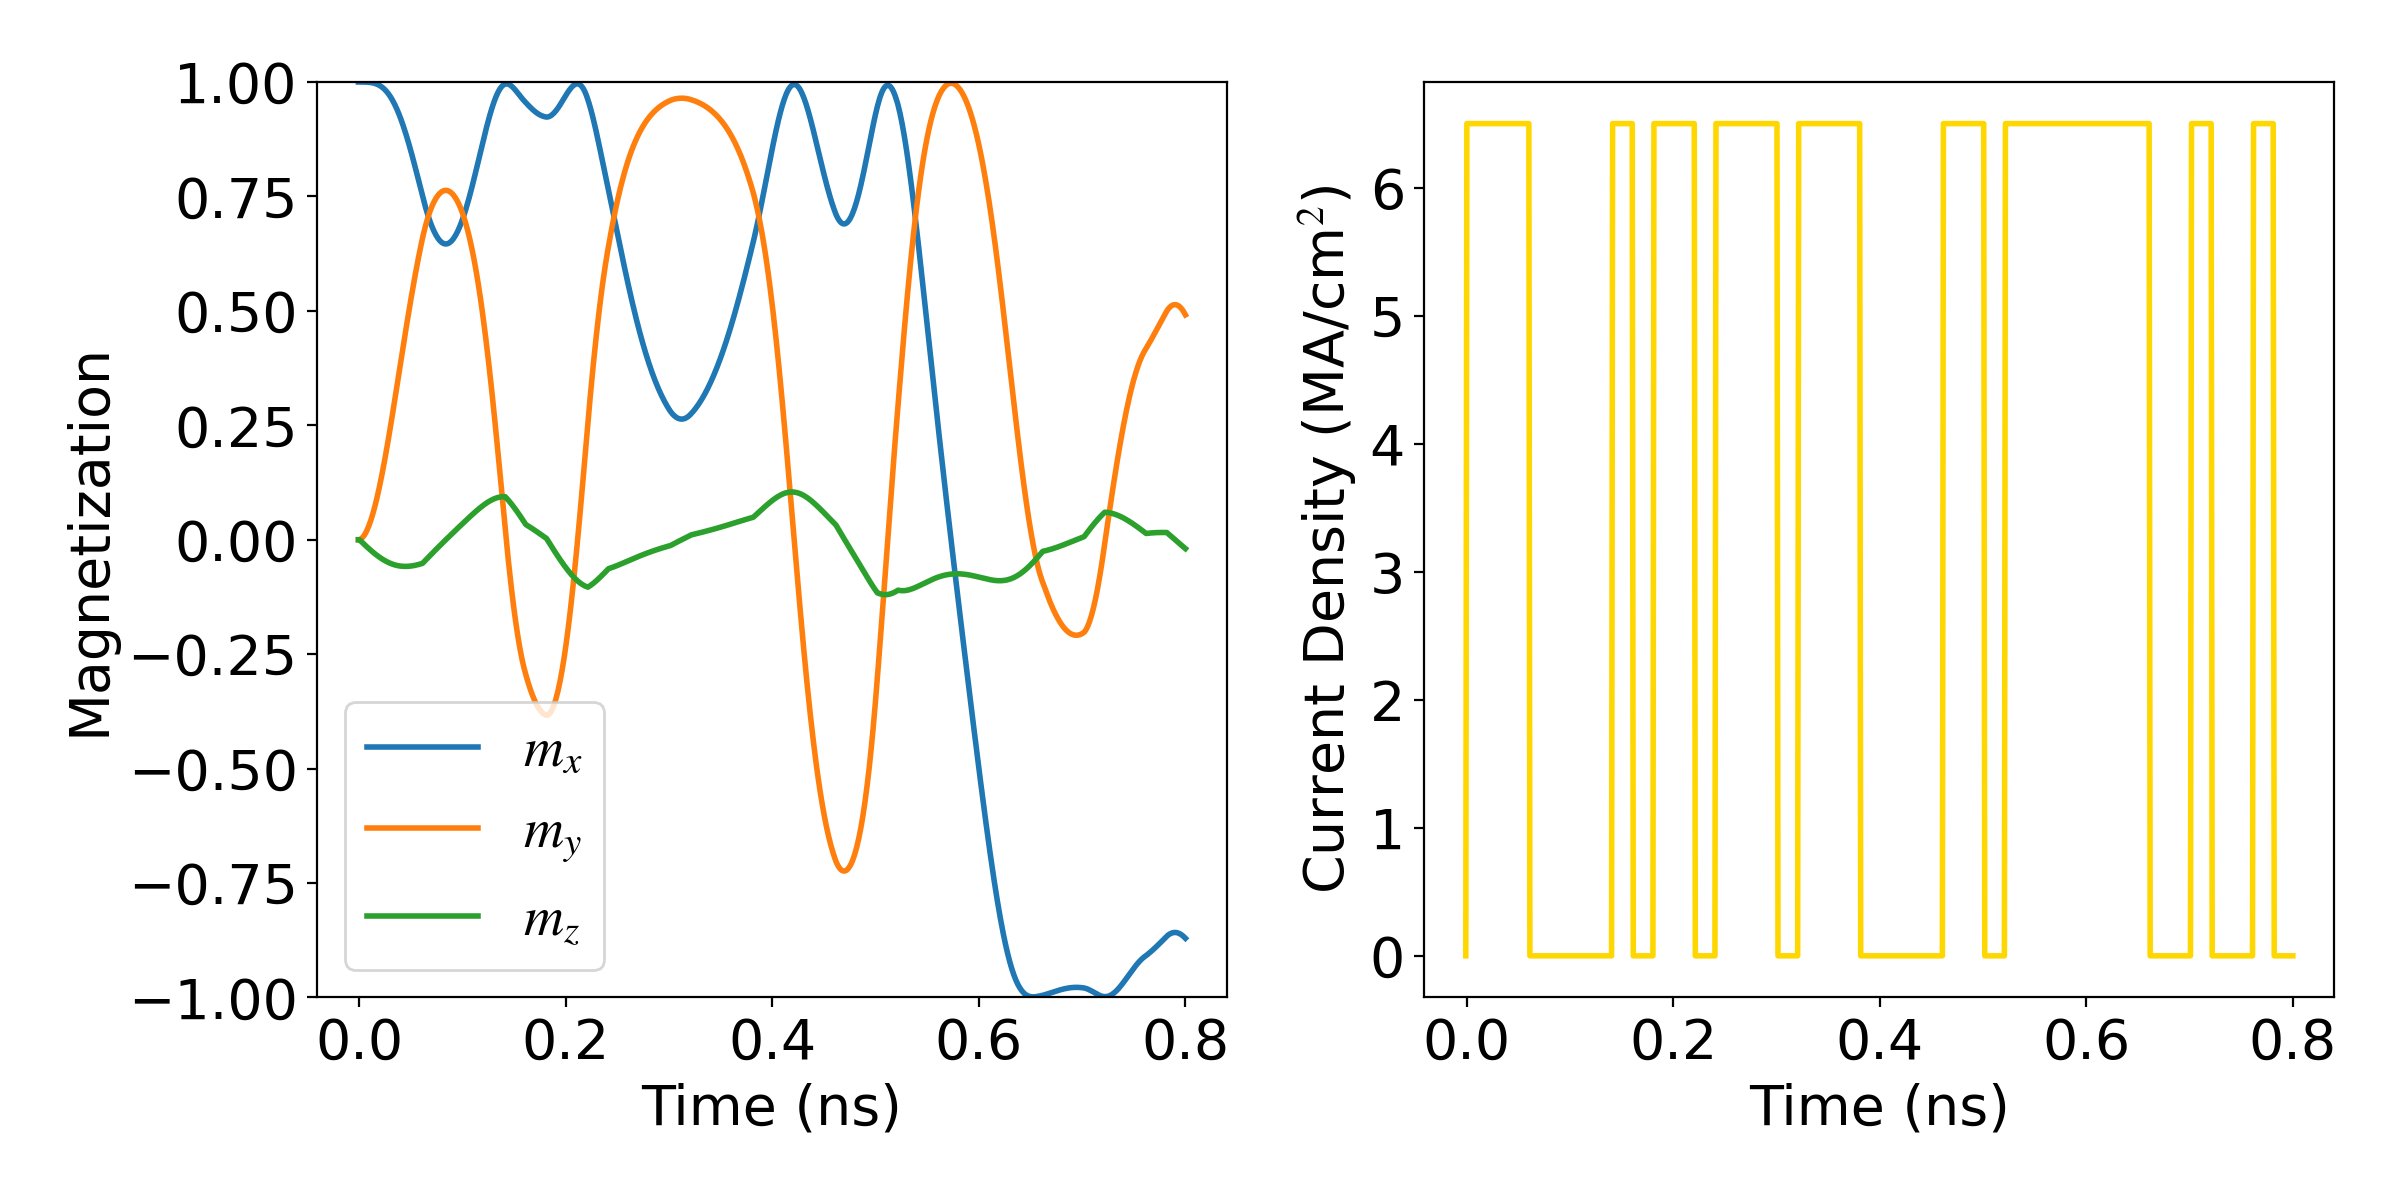 Magnetization
1.00
0.75
0.50
0.25
0.00
−0.25
−0.50
−0.75
−1.00
0.0 0.2 0.4 0.6 0.8
Time (ns)
m_x
m_y
m_z
Current Density (MA/cm²)
6
5
4
3
2
1
0
0.0 0.2 0.4 0.6 0.8
Time (ns)